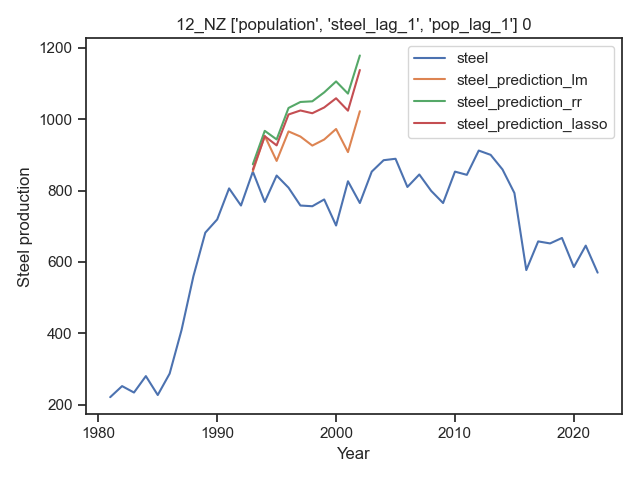 12_NZ ['population', 'steel_lag_1', 'pop_lag_1'] 0
steel
steel_prediction_lm
steel_prediction_rr
steel_prediction_lasso
Steel production
1200
1000
800
600
400
200
1980
1990
2000
2010
2020
Year